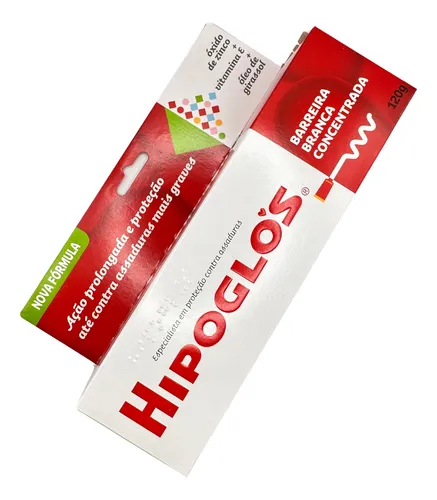 NOVA FÓRMULA
Ação prolongada e proteção
até contra assaduras mais graves
óxido
de zinco
+
vitamina E
+
óleo de
girassol
BARREIRA
BRANCA
CONCENTRADA
120g
HIPOGLÓS®
Especialista em proteção contra assaduras